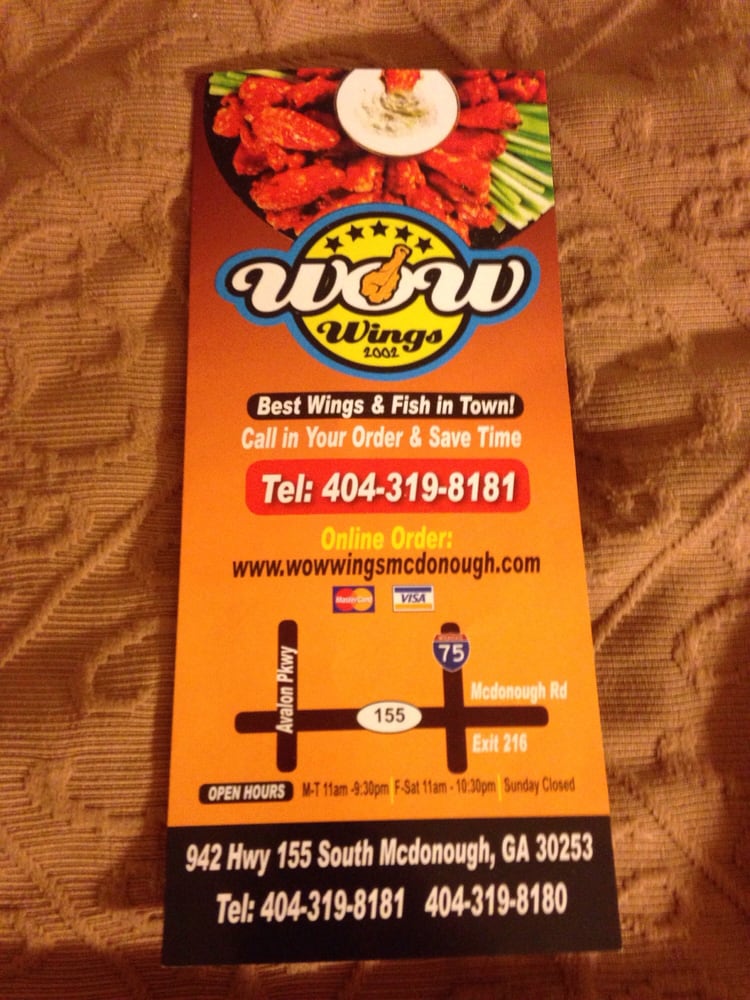 WOW
Wings
2002
Best Wings & Fish in Town!
Call in Your Order & Save Time
Tel: 404-319-8181
Online Order:
www.wowwingsmcdonough.com
MasterCard VISA
Avalon Pkwy
75
Mcdonough Rd
155
Exit 216
OPEN HOURS M-T 11am -9:30pm F-Sat 11am - 10:30pm Sunday Closed
942 Hwy 155 South Mcdonough, GA 30253
Tel: 404-319-8181 404-319-8180